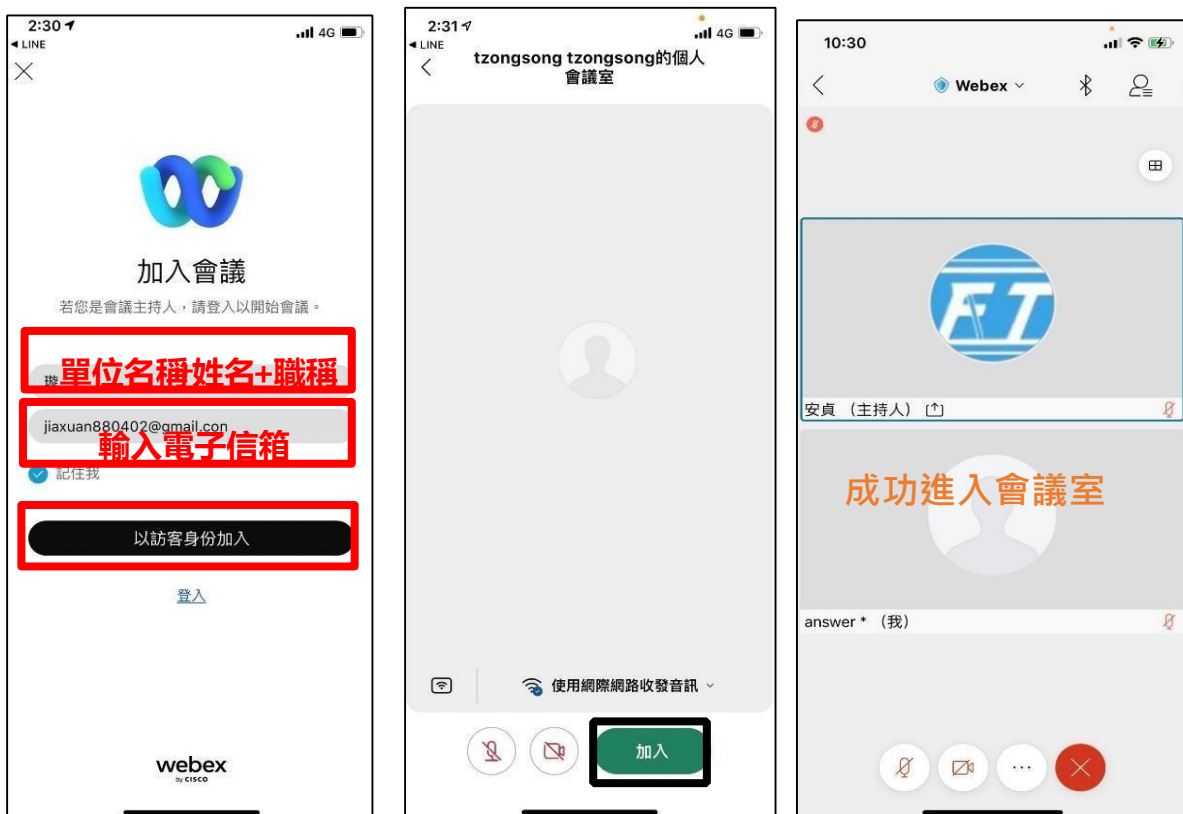 2:30
4G
LINE
加入會議
若您是會議主持人，請登入以開始會議。
單位名稱姓名+職稱
jiaxuan880402@gmail.con
輸入電子信箱
記住我
以訪客身份加入
登入
webex
by CISCO
2:31
4G
LINE
tzongsong tzongsong的個人
會議室
使用網際網路收發音訊
加入
10:30
Webex
FT
安貞 （主持人）
成功進入會議室
answer * （我）